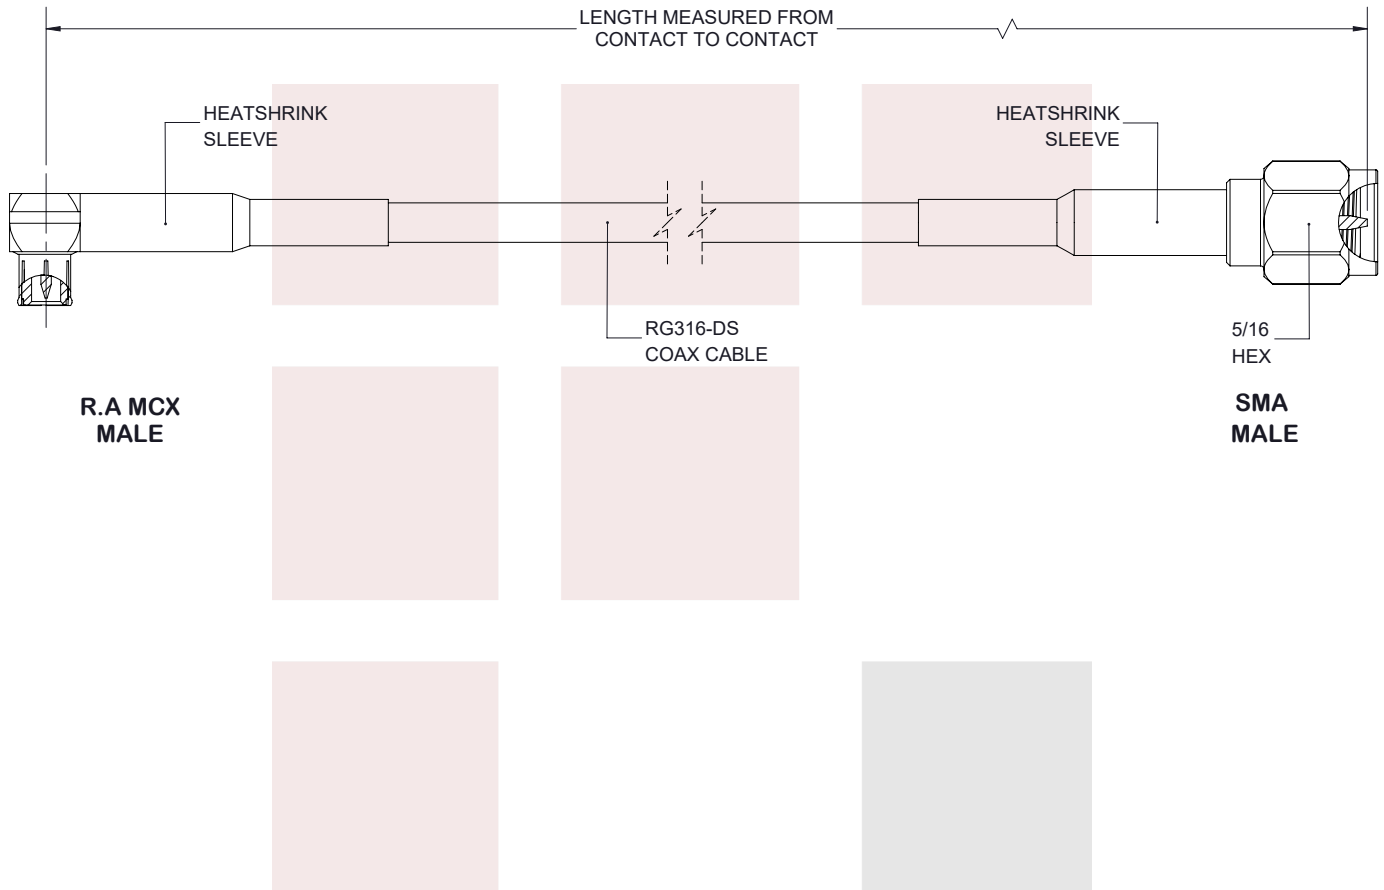 LENGTH MEASURED FROM
CONTACT TO CONTACT
HEATSHRINK
SLEEVE
HEATSHRINK
SLEEVE
RG316-DS
COAX CABLE
5/16
HEX
R.A MCX
MALE
SMA
MALE